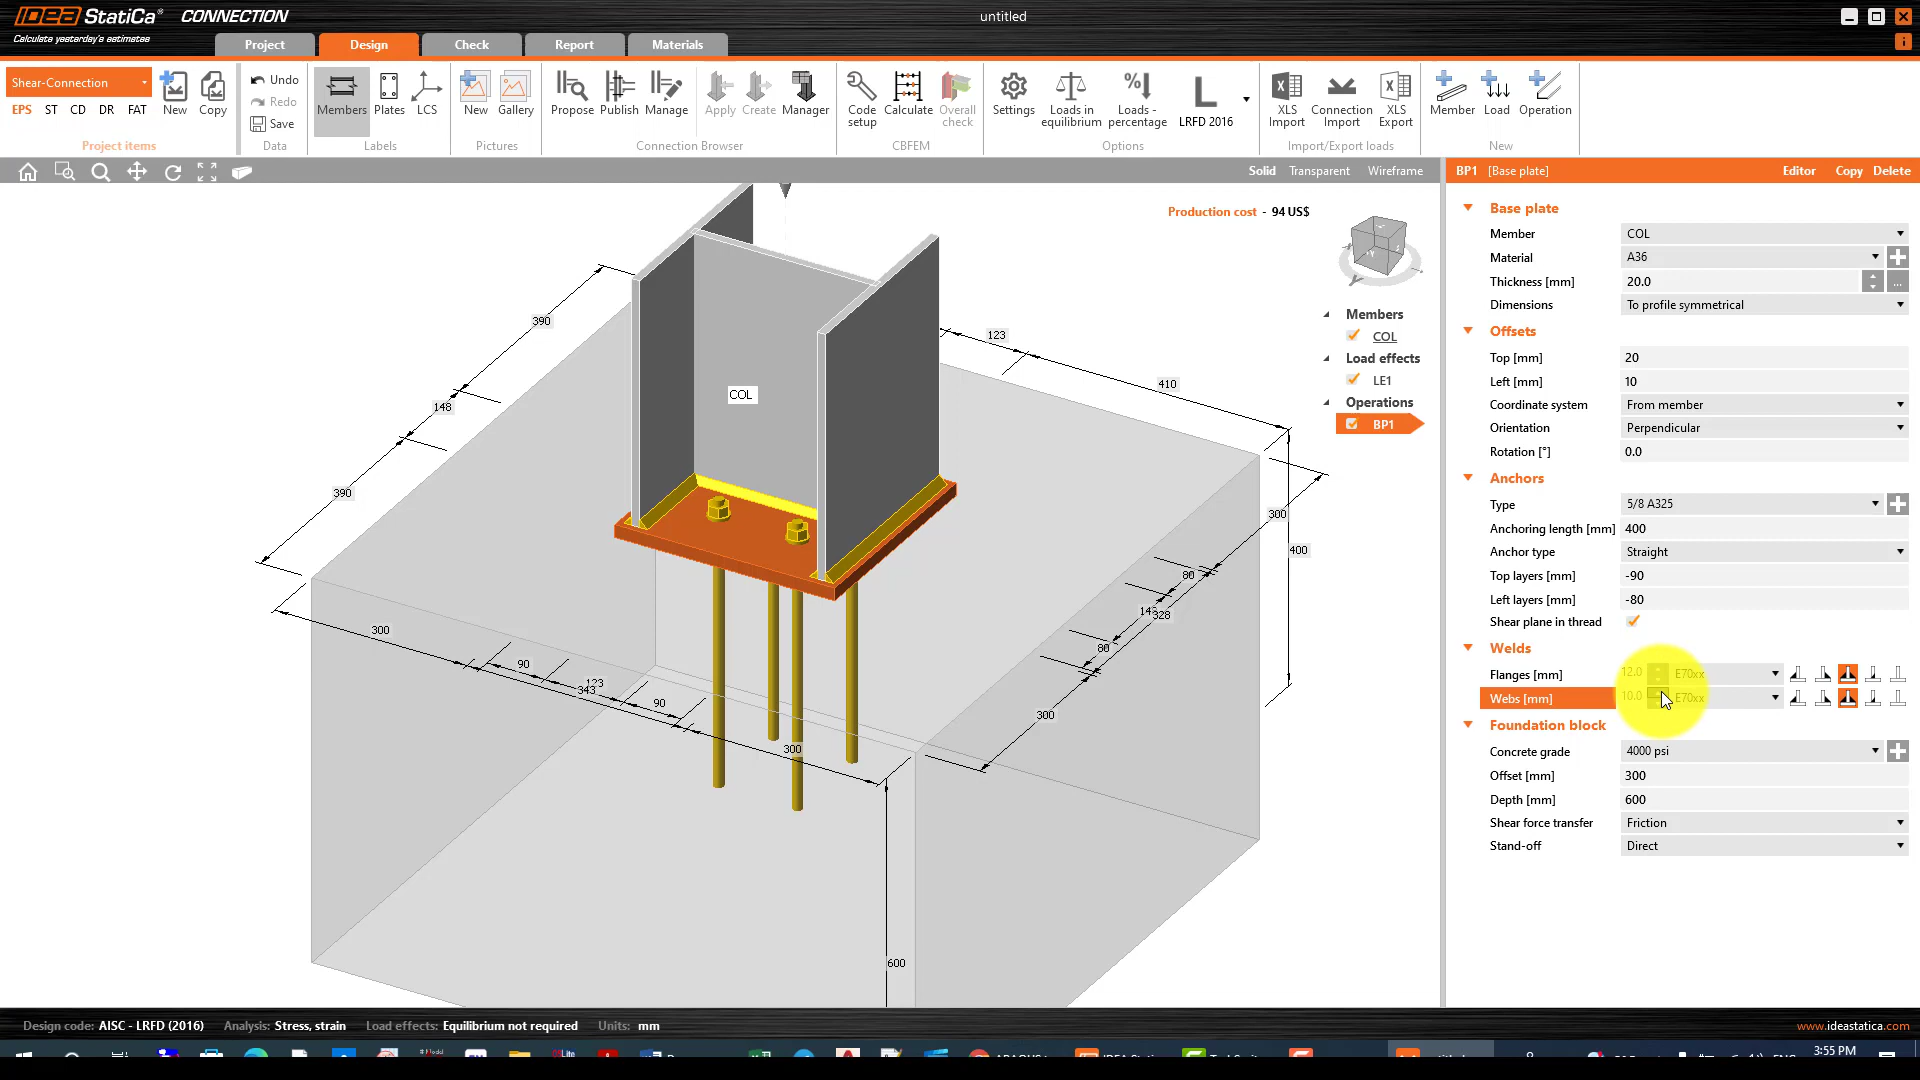 IDEA StatiCa® CONNECTION
Calculate yesterday's estimates
untitled
Project
Design
Check
Report
Materials
Shear-Connection
EPS ST CD DR FAT
New
Copy
Project items
Undo
Redo
Save
Data
Members
Plates
LCS
Labels
New
Gallery
Pictures
Propose
Publish
Manage
Apply
Create
Manager
Connection Browser
Code setup
Calculate
Overall check
CBFEM
Settings
Loads in equilibrium
Loads - percentage
LRFD 2016
Options
XLS Import
Connection Import
XLS Export
Import/Export loads
Member
Load
Operation
New
Solid Transparent Wireframe
BP1 [Base plate] Editor Copy Delete
Production cost - 94 US$
Members
COL
Load effects
LE1
Operations
BP1
COL
390
148
390
123
410
300
400
80
148
328
80
300
300
90
123
343
90
300
600
Base plate
Member COL
Material A36
Thickness [mm] 20.0 ...
Dimensions To profile symmetrical
Offsets
Top [mm] 20
Left [mm] 10
Coordinate system From member
Orientation Perpendicular
Rotation [°] 0.0
Anchors
Type 5/8 A325
Anchoring length [mm] 400
Anchor type Straight
Top layers [mm] -90
Left layers [mm] -80
Shear plane in thread
Welds
Flanges [mm] 12.0 E70xx
Webs [mm] 10.0 E70xx
Foundation block
Concrete grade 4000 psi
Offset [mm] 300
Depth [mm] 600
Shear force transfer Friction
Stand-off Direct
Design code: AISC - LRFD (2016) Analysis: Stress, strain Load effects: Equilibrium not required Units: mm
www.ideastatica.com
3:55 PM